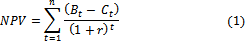 NPV = \sum_{t=1}^{n} \frac{(B_t - C_t)}{(1 + r)^t} (1)